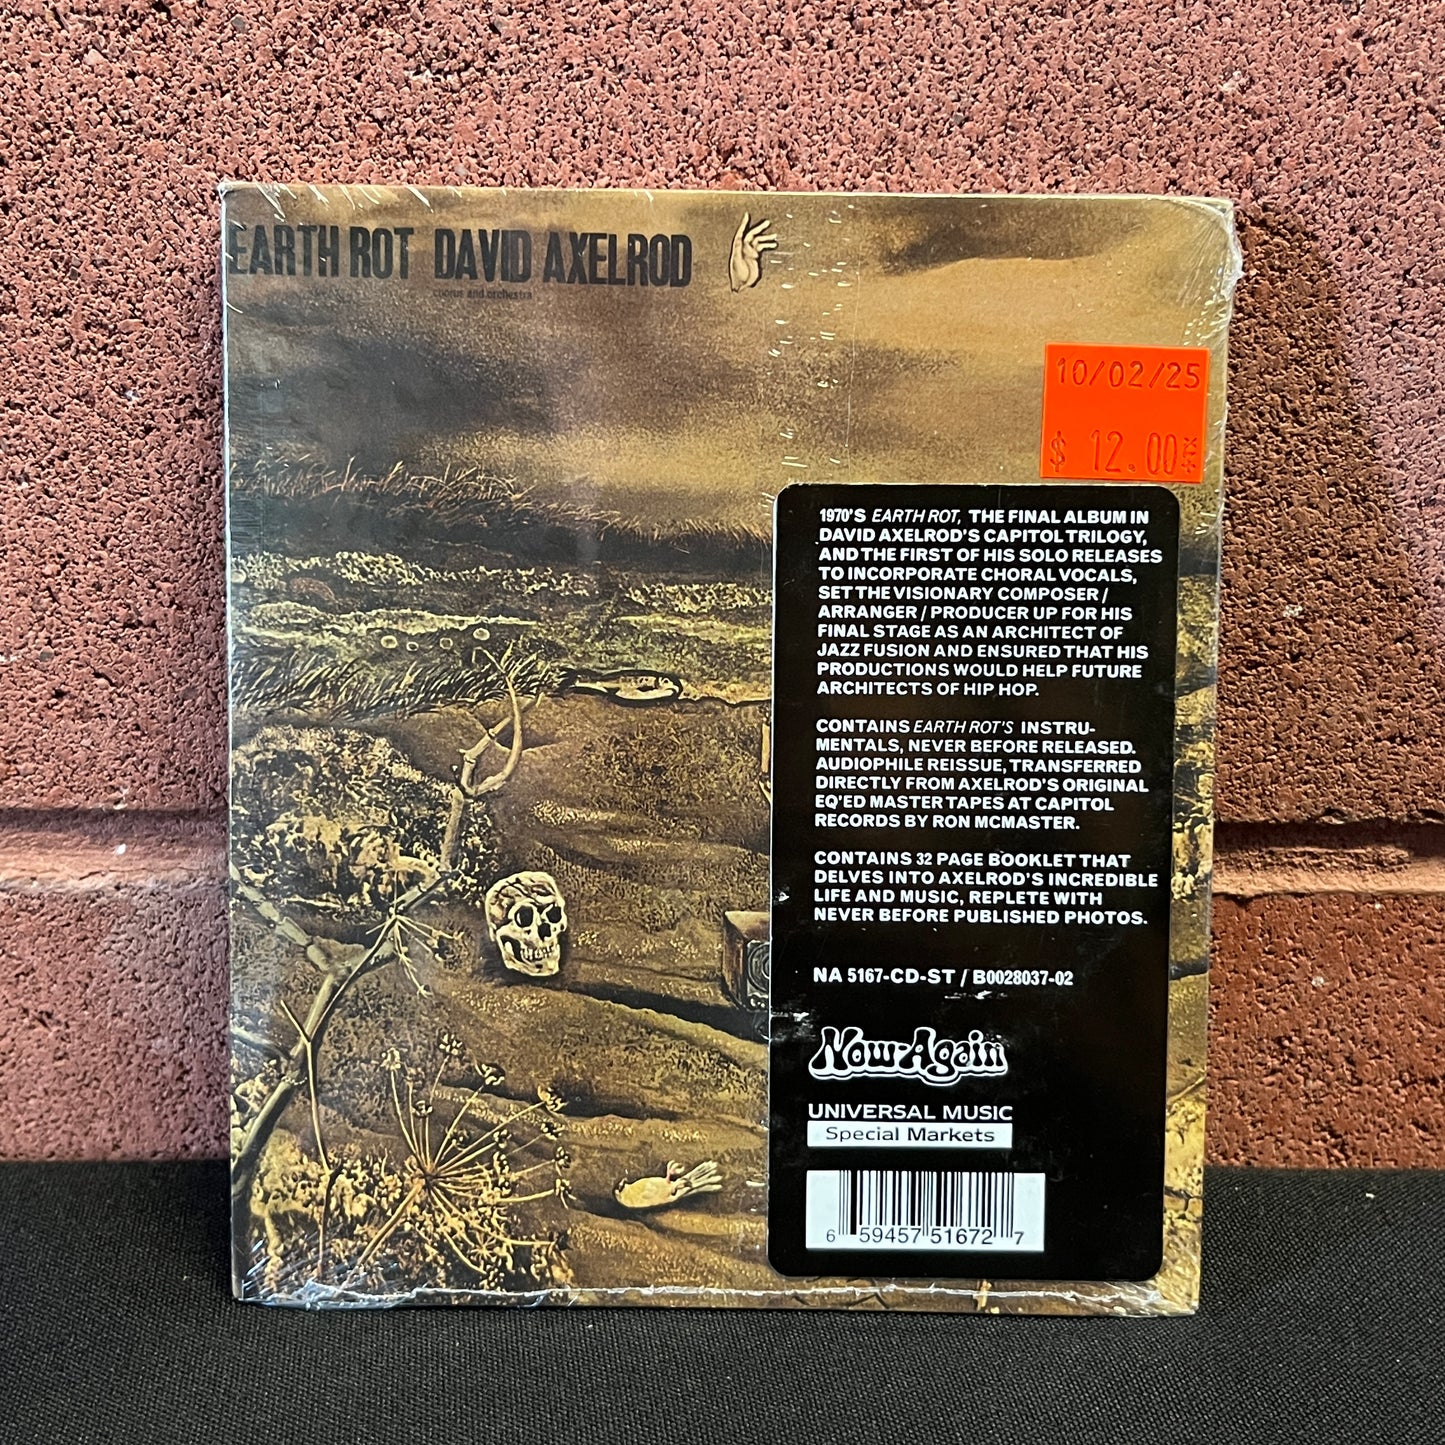 EARTH ROT DAVID AXELROD
chorus and orchestra
10/02/25
$ 12.00
1970'S EARTH ROT, THE FINAL ALBUM IN
DAVID AXELROD'S CAPITOL TRILOGY,
AND THE FIRST OF HIS SOLO RELEASES
TO INCORPORATE CHORAL VOCALS,
SET THE VISIONARY COMPOSER /
ARRANGER / PRODUCER UP FOR HIS
FINAL STAGE AS AN ARCHITECT OF
JAZZ FUSION AND ENSURED THAT HIS
PRODUCTIONS WOULD HELP FUTURE
ARCHITECTS OF HIP HOP.
CONTAINS EARTH ROT'S INSTRU-
MENTALS, NEVER BEFORE RELEASED.
AUDIOPHILE REISSUE, TRANSFERRED
DIRECTLY FROM AXELROD'S ORIGINAL
EQ'ED MASTER TAPES AT CAPITOL
RECORDS BY RON MCMASTER.
CONTAINS 32 PAGE BOOKLET THAT
DELVES INTO AXELROD'S INCREDIBLE
LIFE AND MUSIC, REPLETE WITH
NEVER BEFORE PUBLISHED PHOTOS.
NA 5167-CD-ST / B0028037-02
Now-Again
UNIVERSAL MUSIC
Special Markets
6 59457 51672 7